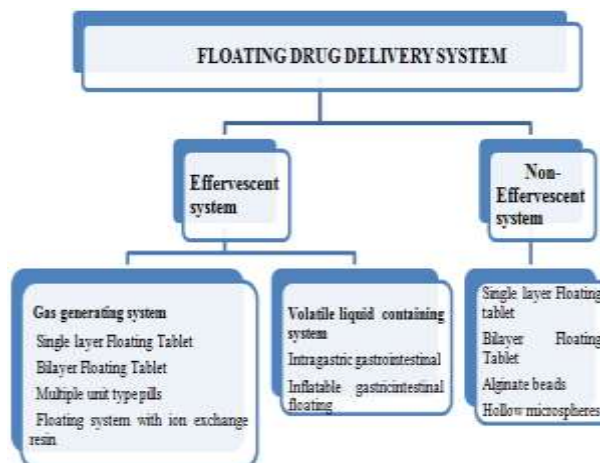 FLOATING DRUG DELIVERY SYSTEM
Effervescent
system
Non-
Effervescent
system
Gas generating system
Single layer Floating Tablet
Bilayer Floating Tablet
Multiple unit type pills
Floating system with ion exchange
resin
Volatile liquid containing
system
Intragastric gastrointestinal
Inflatable gastricintestinal
floating
Single layer Floating
tablet
Bilayer Floating
Tablet
Alginate beads
Hollow microspheres